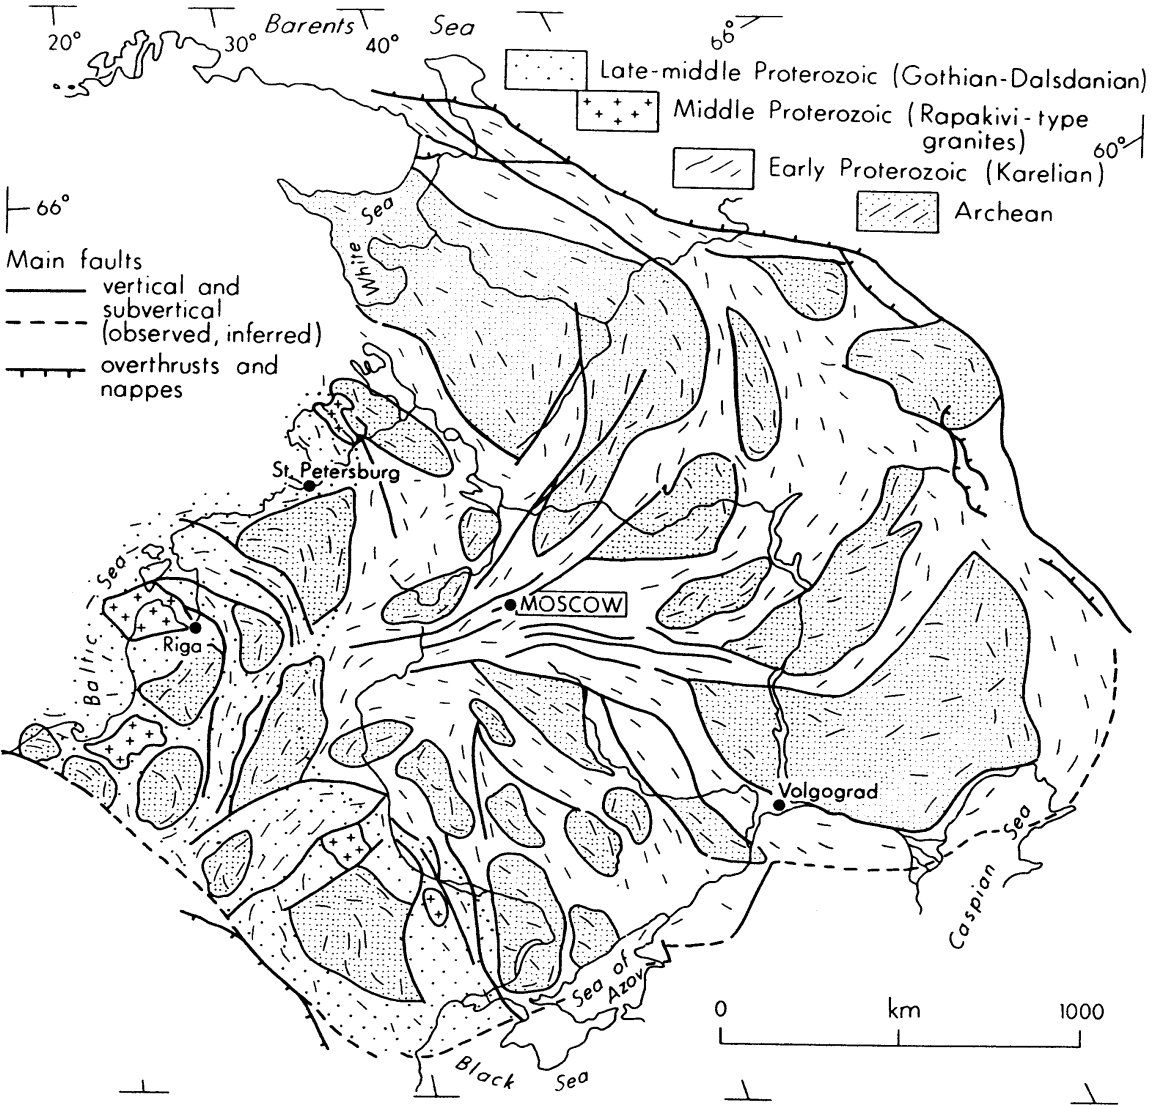 Barents Sea
20°
30°
40°
66°
Late-middle Proterozoic (Gothian-Dalsdanian)
Middle Proterozoic (Rapakivi-type
granites)
60°
Early Proterozoic (Karelian)
Archean
66°
White Sea
Main faults
vertical and
subvertical
(observed, inferred)
overthrusts and
nappes
St. Petersburg
Baltic Sea
MOSCOW
Riga
Volgograd
Caspian Sea
Sea of
Azov
0 km 1000
Black Sea